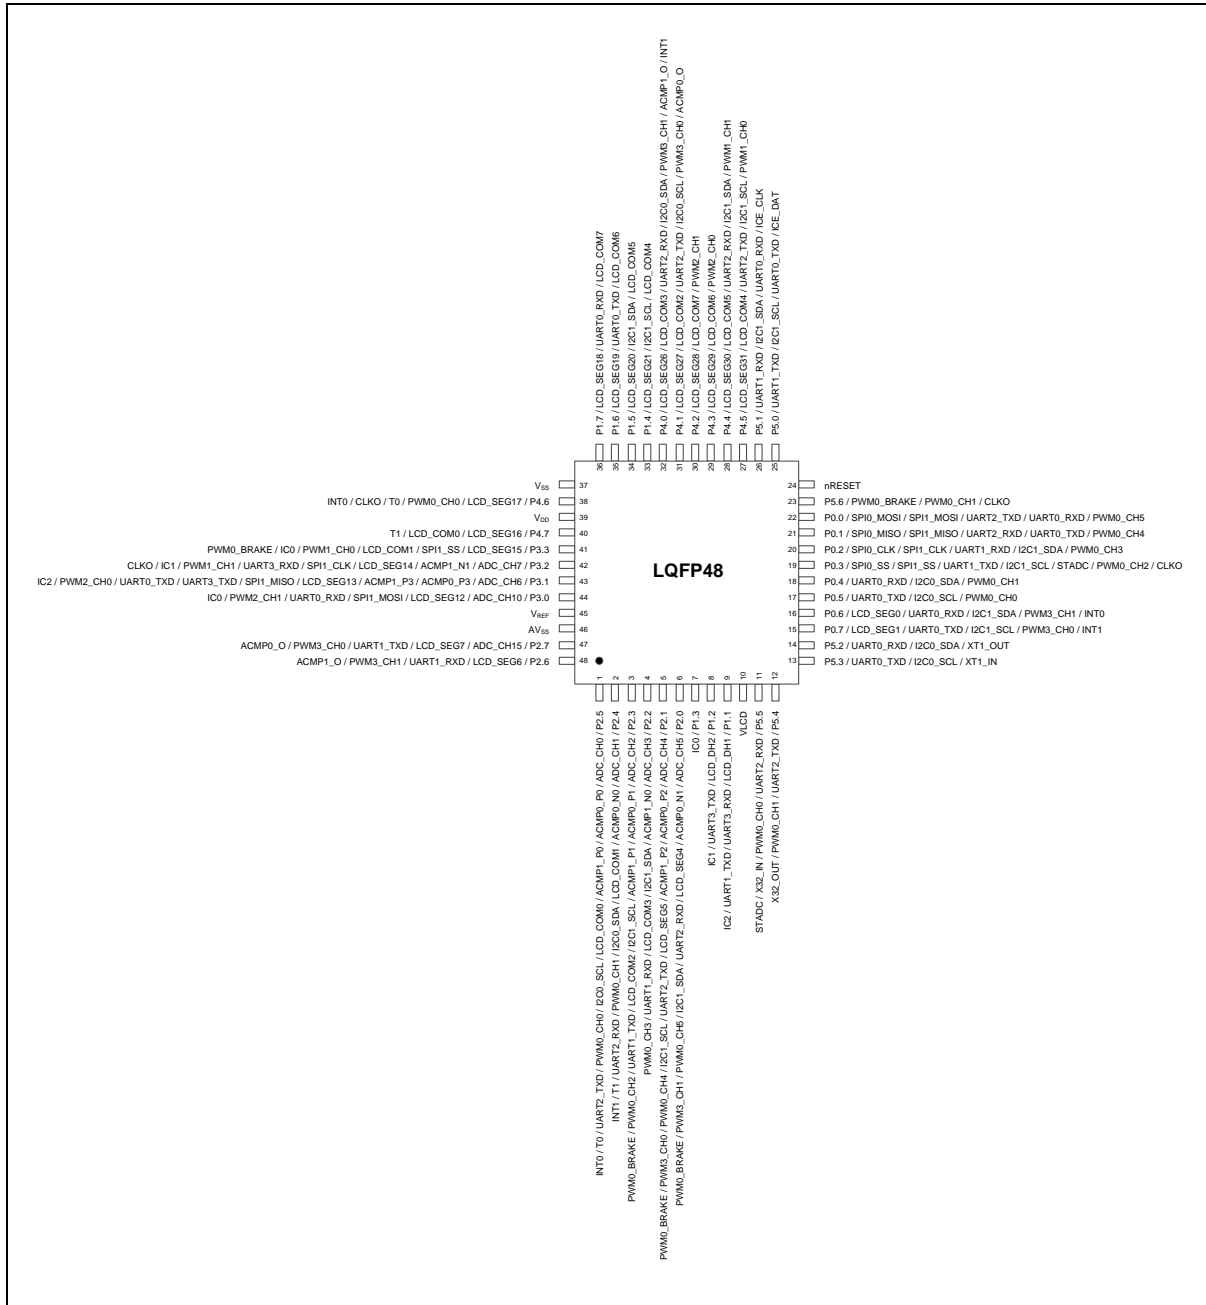 P1.7 / LCD_SEG18 / UART0_RXD / LCD_COM7
P1.6 / LCD_SEG19 / UART0_TXD / LCD_COM6
P1.5 / LCD_SEG20 / I2C1_SDA / LCD_COM5
P1.4 / LCD_SEG21 / I2C1_SCL / LCD_COM4
P4.0 / LCD_SEG26 / LCD_COM3 / UART2_RXD / I2C0_SDA / PWM3_CH1 / ACMP1_O / INT1
P4.1 / LCD_SEG27 / LCD_COM2 / UART2_TXD / I2C0_SCL / PWM3_CH0 / ACMP0_O
P4.2 / LCD_SEG28 / LCD_COM7 / PWM2_CH1
P4.3 / LCD_SEG29 / LCD_COM6 / PWM2_CH0
P4.4 / LCD_SEG30 / LCD_COM5 / UART2_RXD / I2C1_SDA / PWM1_CH1
P4.5 / LCD_SEG31 / LCD_COM4 / UART2_TXD / I2C1_SCL / PWM1_CH0
P5.1 / UART1_RXD / I2C1_SDA / UART0_RXD / ICE_CLK
P5.0 / UART1_TXD / I2C1_SCL / UART0_TXD / ICE_DAT
36 35 34 33 32 31 30 29 28 27 26 25
VSS 37
INT0 / CLKO / T0 / PWM0_CH0 / LCD_SEG17 / P4.6 38
VDD 39
T1 / LCD_COM0 / LCD_SEG16 / P4.7 40
PWM0_BRAKE / IC0 / PWM1_CH0 / LCD_COM1 / SPI1_SS / LCD_SEG15 / P3.3 41
CLKO / IC1 / PWM1_CH1 / UART3_RXD / SPI1_CLK / LCD_SEG14 / ACMP1_N1 / ADC_CH7 / P3.2 42
IC2 / PWM2_CH0 / UART0_TXD / UART3_TXD / SPI1_MISO / LCD_SEG13 / ACMP1_P3 / ACMP0_P3 / ADC_CH6 / P3.1 43
IC0 / PWM2_CH1 / UART0_RXD / SPI1_MOSI / LCD_SEG12 / ADC_CH10 / P3.0 44
VREF 45
AVSS 46
ACMP0_O / PWM3_CH0 / UART1_TXD / LCD_SEG7 / ADC_CH15 / P2.7 47
ACMP1_O / PWM3_CH1 / UART1_RXD / LCD_SEG6 / P2.6 48
LQFP48
24 nRESET
23 P5.6 / PWM0_BRAKE / PWM0_CH1 / CLKO
22 P0.0 / SPI0_MOSI / SPI1_MOSI / UART2_TXD / UART0_RXD / PWM0_CH5
21 P0.1 / SPI0_MISO / SPI1_MISO / UART2_RXD / UART0_TXD / PWM0_CH4
20 P0.2 / SPI0_CLK / SPI1_CLK / UART1_RXD / I2C1_SDA / PWM0_CH3
19 P0.3 / SPI0_SS / SPI1_SS / UART1_TXD / I2C1_SCL / STADC / PWM0_CH2 / CLKO
18 P0.4 / UART0_RXD / I2C0_SDA / PWM0_CH1
17 P0.5 / UART0_TXD / I2C0_SCL / PWM0_CH0
16 P0.6 / LCD_SEG0 / UART0_RXD / I2C1_SDA / PWM3_CH1 / INT0
15 P0.7 / LCD_SEG1 / UART0_TXD / I2C1_SCL / PWM3_CH0 / INT1
14 P5.2 / UART0_RXD / I2C0_SDA / XT1_OUT
13 P5.3 / UART0_TXD / I2C0_SCL / XT1_IN
1 2 3 4 5 6 7 8 9 10 11 12
INT0 / T0 / UART2_TXD / PWM0_CH0 / I2C0_SCL / LCD_COM0 / ACMP1_P0 / ACMP0_P0 / ADC_CH0 / P2.5
INT1 / T1 / UART2_RXD / PWM0_CH1 / I2C0_SDA / LCD_COM1 / ACMP0_N0 / ADC_CH1 / P2.4
PWM0_BRAKE / PWM0_CH2 / UART1_TXD / LCD_COM2 / I2C1_SCL / ACMP1_P1 / ACMP0_P1 / ADC_CH2 / P2.3
PWM0_CH3 / UART1_RXD / LCD_COM3 / I2C1_SDA / ACMP1_N0 / ADC_CH3 / P2.2
PWM0_BRAKE / PWM3_CH0 / PWM0_CH4 / I2C1_SCL / UART2_TXD / LCD_SEG5 / ACMP1_P2 / ACMP0_P2 / ADC_CH4 / P2.1
PWM0_BRAKE / PWM3_CH1 / PWM0_CH5 / I2C1_SDA / UART2_RXD / LCD_SEG4 / ACMP0_N1 / ADC_CH5 / P2.0
IC0 / P1.3
IC1 / UART3_TXD / LCD_DH2 / P1.2
IC2 / UART1_TXD / UART3_RXD / LCD_DH1 / P1.1
VLCD
STADC / X32_IN / PWM0_CH0 / UART2_RXD / P5.5
X32_OUT / PWM0_CH1 / UART2_TXD / P5.4